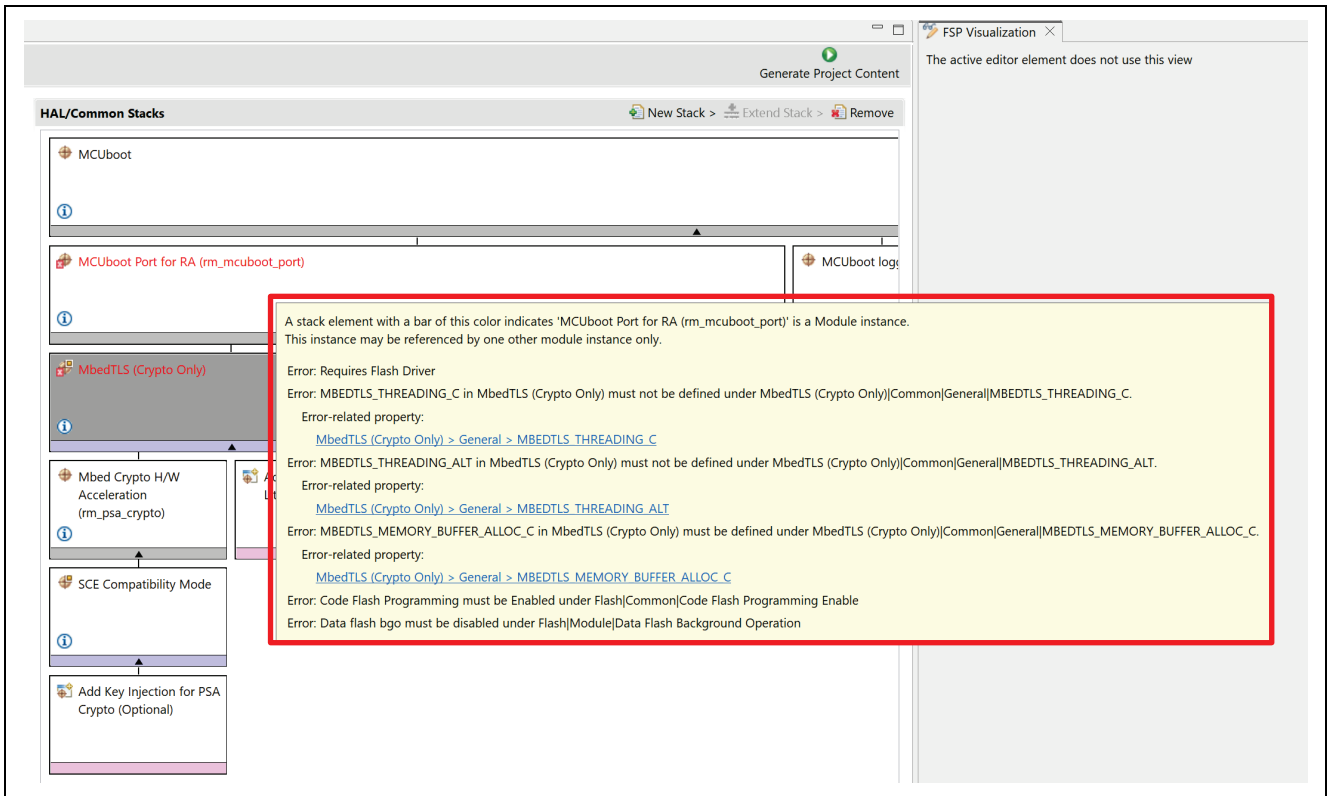 FSP Visualization
The active editor element does not use this view
Generate Project Content
HAL/Common Stacks
New Stack >
Extend Stack >
Remove
MCUboot
MCUboot Port for RA (rm_mcuboot_port)
MCUboot logg
A stack element with a bar of this color indicates 'MCUboot Port for RA (rm_mcuboot_port)' is a Module instance.
This instance may be referenced by one other module instance only.
Error: Requires Flash Driver
Error: MBEDTLS_THREADING_C in MbedTLS (Crypto Only) must not be defined under MbedTLS (Crypto Only)|Common|General|MBEDTLS_THREADING_C.
Error-related property:
MbedTLS (Crypto Only) > General > MBEDTLS_THREADING_C
Error: MBEDTLS_THREADING_ALT in MbedTLS (Crypto Only) must not be defined under MbedTLS (Crypto Only)|Common|General|MBEDTLS_THREADING_ALT.
Error-related property:
MbedTLS (Crypto Only) > General > MBEDTLS_THREADING_ALT
Error: MBEDTLS_MEMORY_BUFFER_ALLOC_C in MbedTLS (Crypto Only) must be defined under MbedTLS (Crypto Only)|Common|General|MBEDTLS_MEMORY_BUFFER_ALLOC_C.
Error-related property:
MbedTLS (Crypto Only) > General > MBEDTLS_MEMORY_BUFFER_ALLOC_C
Error: Code Flash Programming must be Enabled under Flash|Common|Code Flash Programming Enable
Error: Data flash bgo must be disabled under Flash|Module|Data Flash Background Operation
MbedTLS (Crypto Only)
Mbed Crypto H/W
Acceleration
(rm_psa_crypto)
SCE Compatibility Mode
Add Key Injection for PSA
Crypto (Optional)